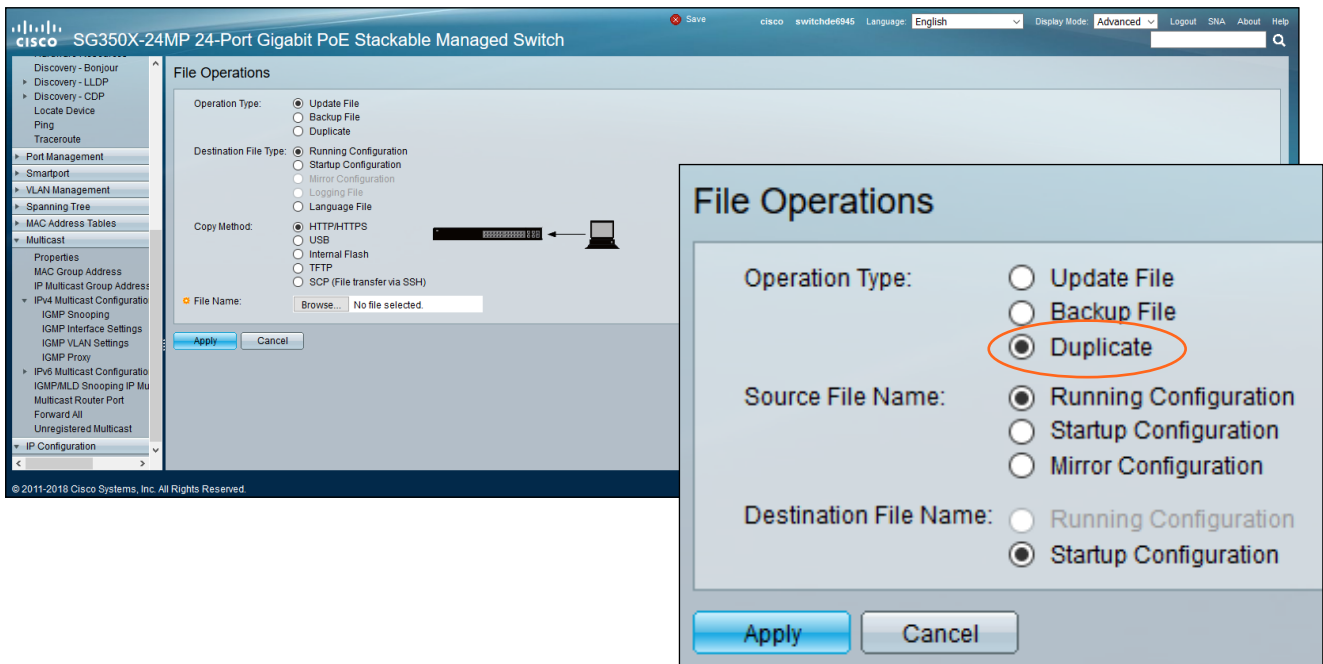 Save cisco switchde6945 Language: English Display Mode: Advanced Logout SNA About Help
cisco SG350X-24MP 24-Port Gigabit PoE Stackable Managed Switch
Discovery - Bonjour
Discovery - LLDP
Discovery - CDP
Locate Device
Ping
Traceroute
Port Management
Smartport
VLAN Management
Spanning Tree
MAC Address Tables
Multicast
Properties
MAC Group Address
IP Multicast Group Address
IPv4 Multicast Configuratio
IGMP Snooping
IGMP Interface Settings
IGMP VLAN Settings
IGMP Proxy
IPv6 Multicast Configuratio
IGMP/MLD Snooping IP Mu
Multicast Router Port
Forward All
Unregistered Multicast
IP Configuration
File Operations
Operation Type: Update File
Backup File
Duplicate
Destination File Type: Running Configuration
Startup Configuration
Mirror Configuration
Logging File
Language File
Copy Method: HTTP/HTTPS
USB
Internal Flash
TFTP
SCP (File transfer via SSH)
File Name: Browse... No file selected.
Apply Cancel
© 2011-2018 Cisco Systems, Inc. All Rights Reserved.
File Operations
Operation Type: Update File
Backup File
Duplicate
Source File Name: Running Configuration
Startup Configuration
Mirror Configuration
Destination File Name: Running Configuration
Startup Configuration
Apply Cancel